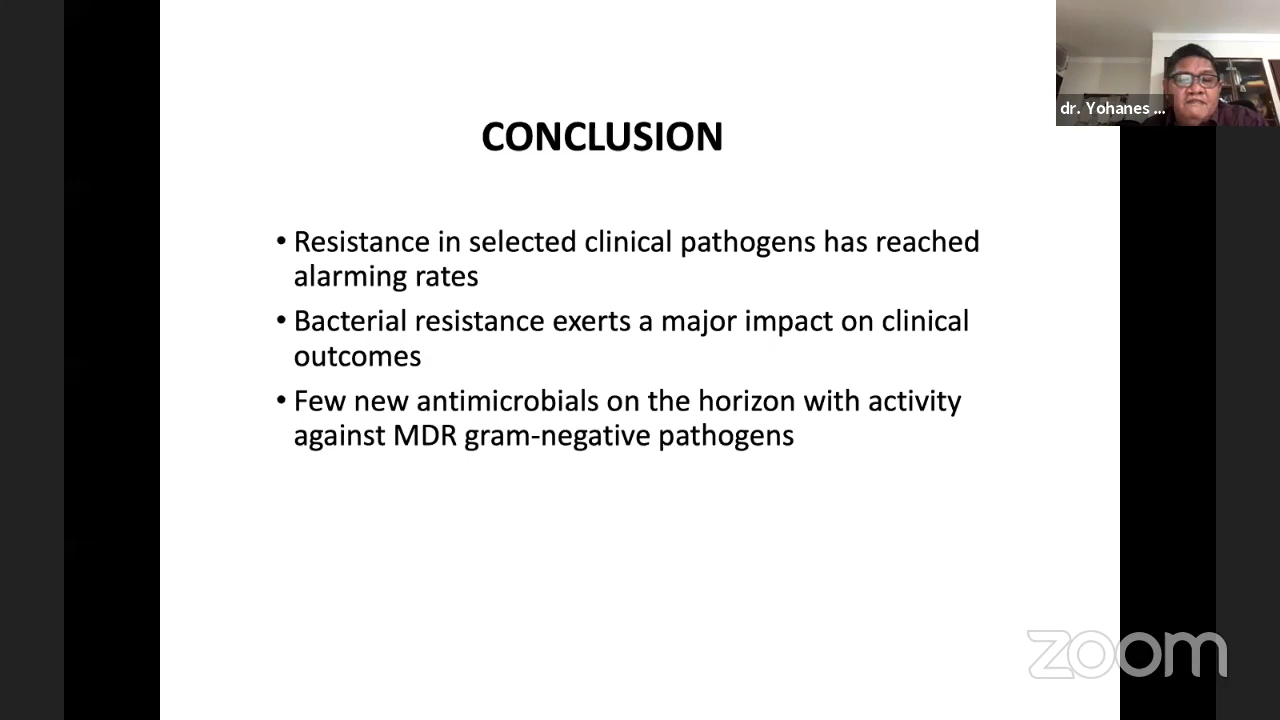 dr. Yohanes ...
CONCLUSION
• Resistance in selected clinical pathogens has reached
alarming rates
• Bacterial resistance exerts a major impact on clinical
outcomes
• Few new antimicrobials on the horizon with activity
against MDR gram-negative pathogens
zoom